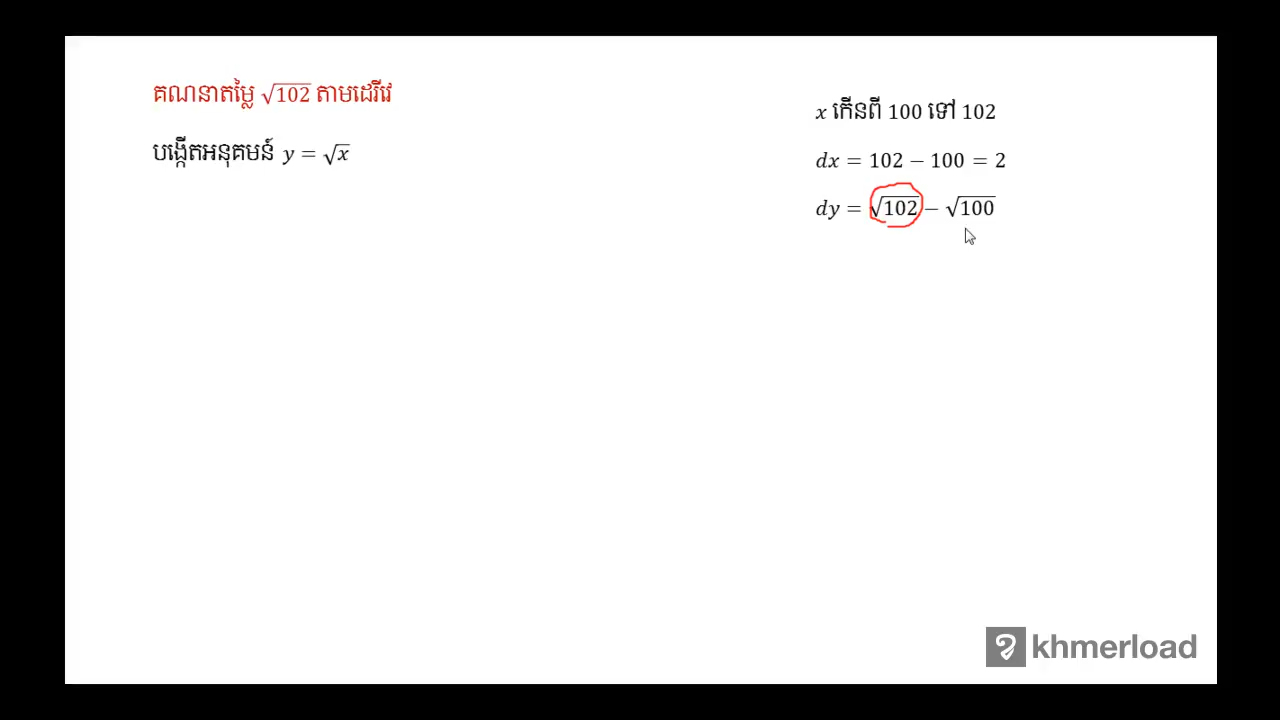 គណនាតម្លៃ √102 តាមដេរីវេ
បង្កើតអនុគមន៍ y = √x
x កើនពី 100 ទៅ 102
dx = 102 − 100 = 2
dy = √102 − √100
khmerload